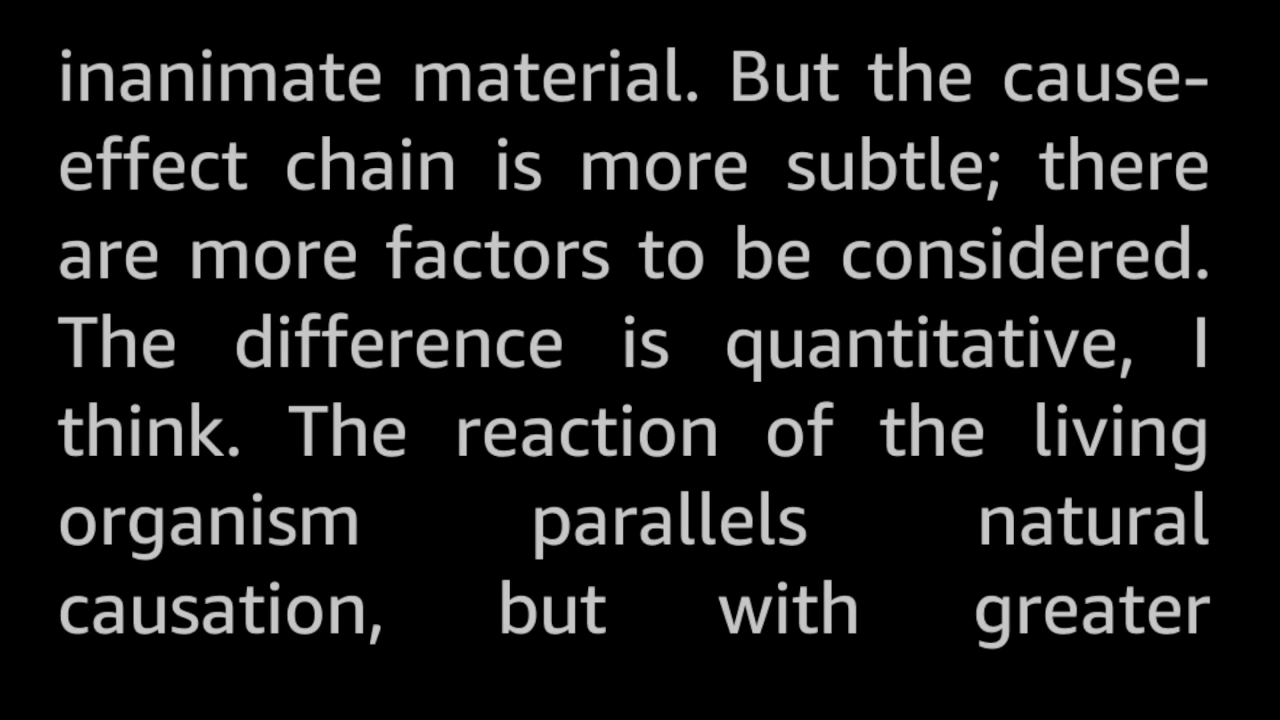 inanimate material. But the cause-
effect chain is more subtle; there
are more factors to be considered.
The difference is quantitative, I
think. The reaction of the living
organism parallels natural
causation, but with greater